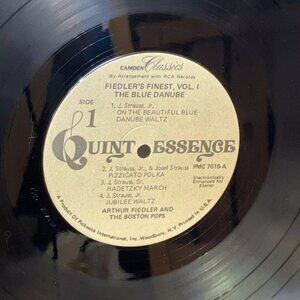 CAMDEN Classics
By Arrangement with RCA Records
FIEDLER'S FINEST, VOL. I
THE BLUE DANUBE
SIDE
1
1. J. Strauss, Jr.
ON THE BEAUTIFUL BLUE
DANUBE WALTZ
QUINTESSENCE
2. J. Strauss, Jr., & Josef Strauss
PIZZICATO POLKA
3. J. Strauss, Sr.
RADETZKY MARCH
4. J. Strauss, Jr.
JUBILEE WALTZ
PMC 7015-A
Electronically
Enhanced for
Stereo
ARTHUR FIEDLER AND
THE BOSTON POPS
A Product Of Pickwick International, Inc. Woodbury, N.Y. Printed In U.S.A.